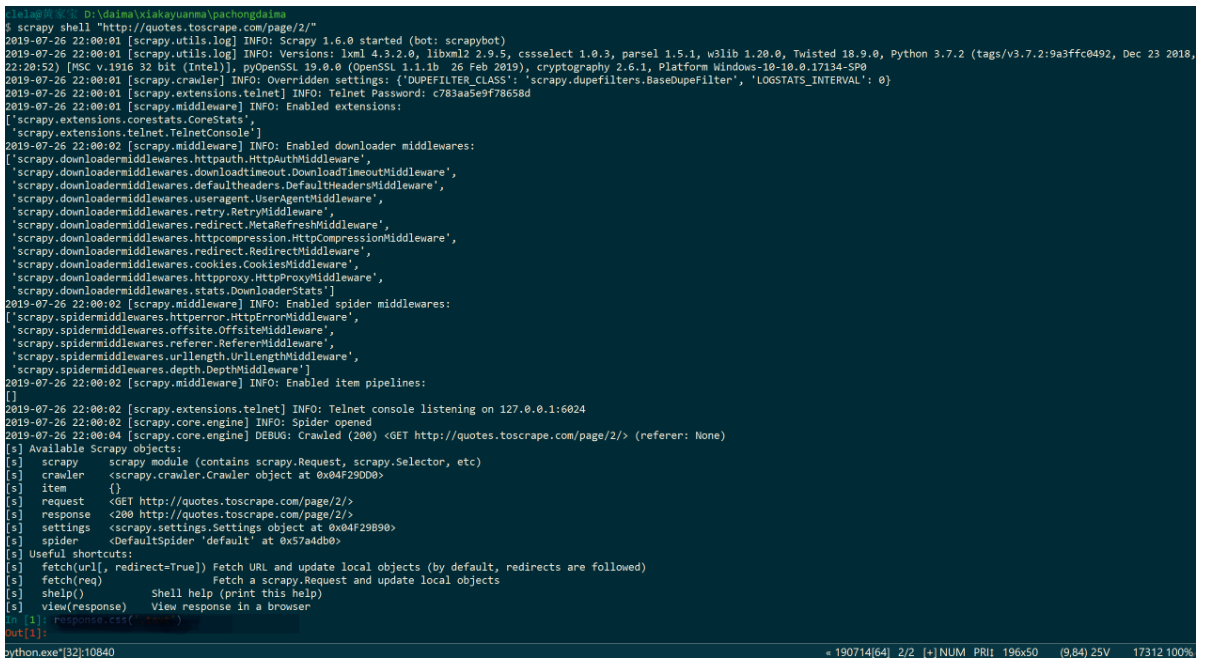 clela@黄家宝 D:\daima\xiakayuanma\pachongdaima
$ scrapy shell "http://quotes.toscrape.com/page/2/"
2019-07-26 22:00:01 [scrapy.utils.log] INFO: Scrapy 1.6.0 started (bot: scrapybot)
2019-07-26 22:00:01 [scrapy.utils.log] INFO: Versions: lxml 4.3.2.0, libxml2 2.9.5, cssselect 1.0.3, parsel 1.5.1, w3lib 1.20.0, Twisted 18.9.0, Python 3.7.2 (tags/v3.7.2:9a3ffc0492, Dec 23 2018,
22:20:52) [MSC v.1916 32 bit (Intel)], pyOpenSSL 19.0.0 (OpenSSL 1.1.1b  26 Feb 2019), cryptography 2.6.1, Platform Windows-10-10.0.17134-SP0
2019-07-26 22:00:01 [scrapy.crawler] INFO: Overridden settings: {'DUPEFILTER_CLASS': 'scrapy.dupefilters.BaseDupeFilter', 'LOGSTATS_INTERVAL': 0}
2019-07-26 22:00:01 [scrapy.extensions.telnet] INFO: Telnet Password: c783aa5e9f78658d
2019-07-26 22:00:01 [scrapy.middleware] INFO: Enabled extensions:
['scrapy.extensions.corestats.CoreStats',
 'scrapy.extensions.telnet.TelnetConsole']
2019-07-26 22:00:02 [scrapy.middleware] INFO: Enabled downloader middlewares:
['scrapy.downloadermiddlewares.httpauth.HttpAuthMiddleware',
 'scrapy.downloadermiddlewares.downloadtimeout.DownloadTimeoutMiddleware',
 'scrapy.downloadermiddlewares.defaultheaders.DefaultHeadersMiddleware',
 'scrapy.downloadermiddlewares.useragent.UserAgentMiddleware',
 'scrapy.downloadermiddlewares.retry.RetryMiddleware',
 'scrapy.downloadermiddlewares.redirect.MetaRefreshMiddleware',
 'scrapy.downloadermiddlewares.httpcompression.HttpCompressionMiddleware',
 'scrapy.downloadermiddlewares.redirect.RedirectMiddleware',
 'scrapy.downloadermiddlewares.cookies.CookiesMiddleware',
 'scrapy.downloadermiddlewares.httpproxy.HttpProxyMiddleware',
 'scrapy.downloadermiddlewares.stats.DownloaderStats']
2019-07-26 22:00:02 [scrapy.middleware] INFO: Enabled spider middlewares:
['scrapy.spidermiddlewares.httperror.HttpErrorMiddleware',
 'scrapy.spidermiddlewares.offsite.OffsiteMiddleware',
 'scrapy.spidermiddlewares.referer.RefererMiddleware',
 'scrapy.spidermiddlewares.urllength.UrlLengthMiddleware',
 'scrapy.spidermiddlewares.depth.DepthMiddleware']
2019-07-26 22:00:02 [scrapy.middleware] INFO: Enabled item pipelines:
[]
2019-07-26 22:00:02 [scrapy.extensions.telnet] INFO: Telnet console listening on 127.0.0.1:6024
2019-07-26 22:00:02 [scrapy.core.engine] INFO: Spider opened
2019-07-26 22:00:04 [scrapy.core.engine] DEBUG: Crawled (200) <GET http://quotes.toscrape.com/page/2/> (referer: None)
[s] Available Scrapy objects:
[s]   scrapy     scrapy module (contains scrapy.Request, scrapy.Selector, etc)
[s]   crawler    <scrapy.crawler.Crawler object at 0x04F29DD0>
[s]   item       {}
[s]   request    <GET http://quotes.toscrape.com/page/2/>
[s]   response   <200 http://quotes.toscrape.com/page/2/>
[s]   settings   <scrapy.settings.Settings object at 0x04F29B90>
[s]   spider     <DefaultSpider 'default' at 0x57a4db0>
[s] Useful shortcuts:
[s]   fetch(url[, redirect=True]) Fetch URL and update local objects (by default, redirects are followed)
[s]   fetch(req)                  Fetch a scrapy.Request and update local objects
[s]   shelp()           Shell help (print this help)
[s]   view(response)    View response in a browser
In [1]: response.css(
Out[1]:
python.exe*[32]:10840 « 190714[64] 2/2 [+] NUM PRI↕ 196x50 (9,84) 25V 17312 100%